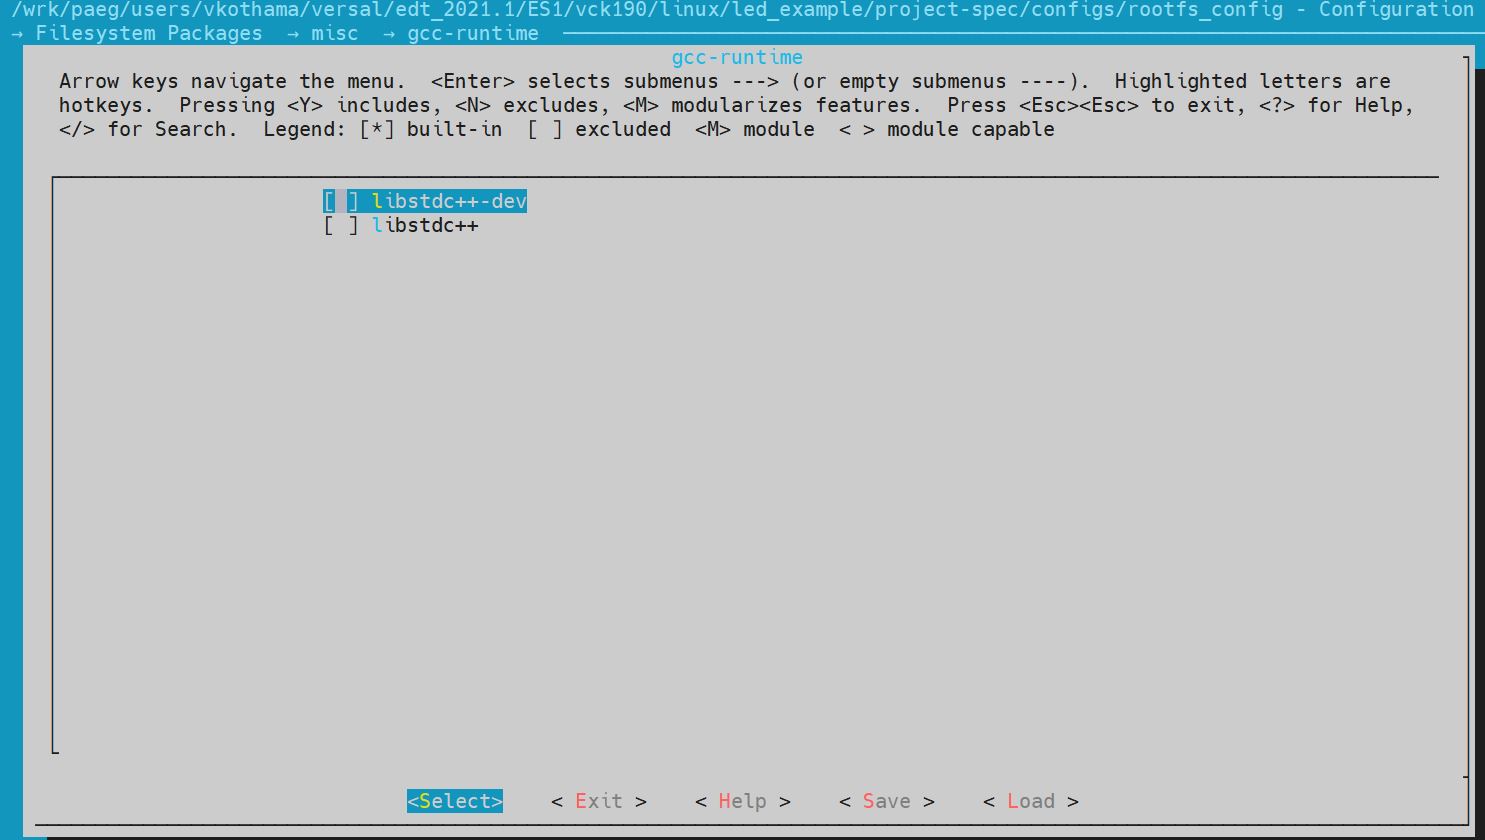 /wrk/paeg/users/vkothama/versal/edt_2021.1/ES1/vck190/linux/led_example/project-spec/configs/rootfs_config - Configuration
→ Filesystem Packages → misc → gcc-runtime
gcc-runtime
Arrow keys navigate the menu. <Enter> selects submenus ---> (or empty submenus ----). Highlighted letters are
hotkeys. Pressing <Y> includes, <N> excludes, <M> modularizes features. Press <Esc><Esc> to exit, <?> for Help,
</> for Search. Legend: [*] built-in [ ] excluded <M> module < > module capable
[ ] libstdc++-dev
[ ] libstdc++
<Select> < Exit > < Help > < Save > < Load >